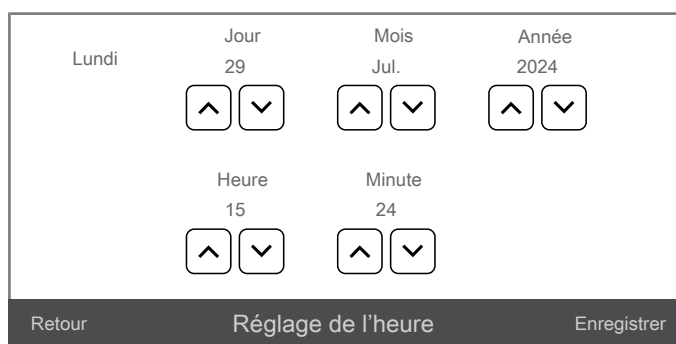 Jour Mois Année
Lundi 29 Jul. 2024
Heure Minute
15 24
Retour Réglage de l’heure Enregistrer